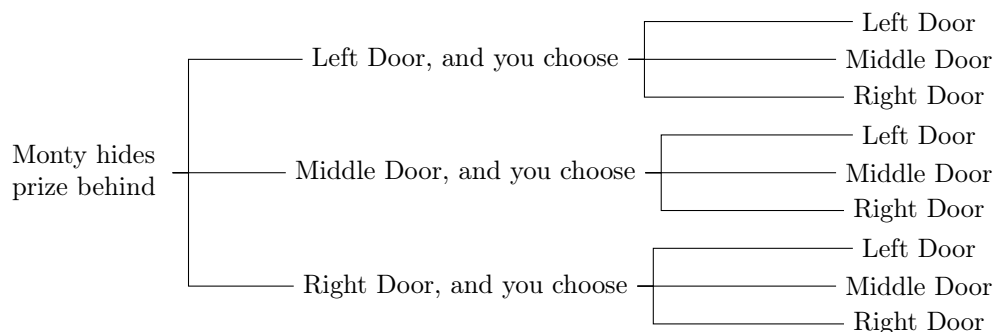 Left Door
Left Door, and you choose
Middle Door
Right Door
Monty hides
prize behind
Left Door
Middle Door, and you choose
Middle Door
Right Door
Left Door
Right Door, and you choose
Middle Door
Right Door